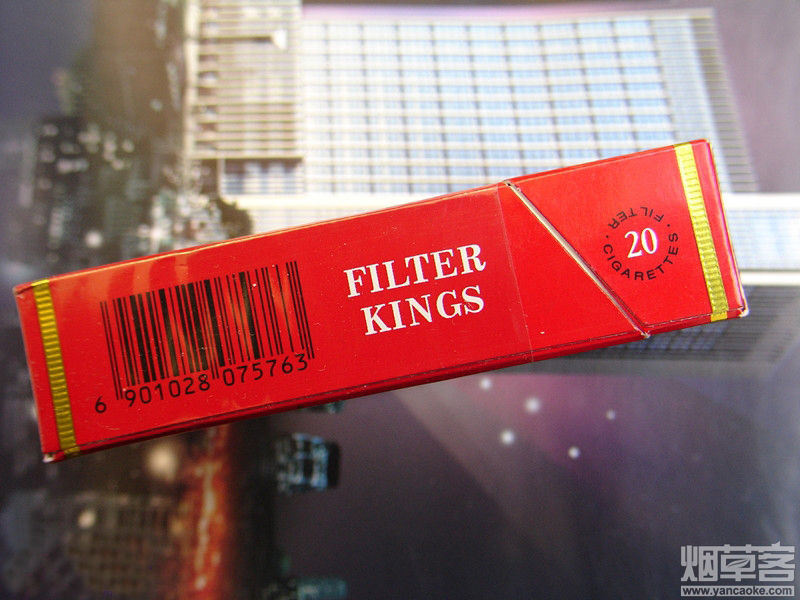 FILTER
KINGS
20
FILTER · CIGARETTES ·
6 901028 075763
烟草客
www.yancaoke.com